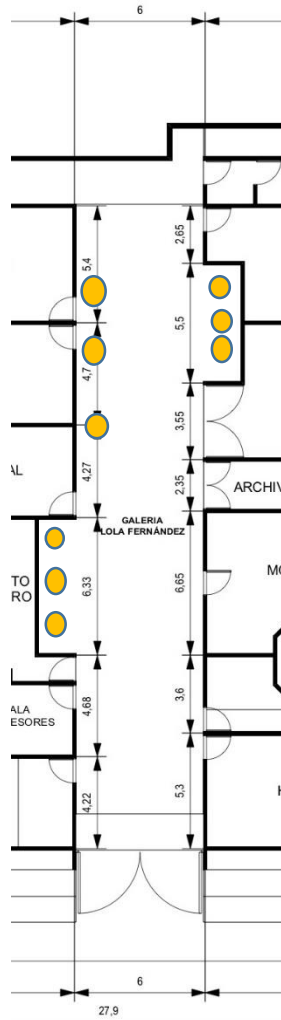 6
5,4
2,65
4,7
5,5
4,27
3,55
2,35
AL
ARCHIV
GALERIA
LOLA FERNÁNDEZ
6,33
6,65
TO
RO
MO
ALA
ESORES
4,68
3,6
4,22
5,3
H
6
27,9